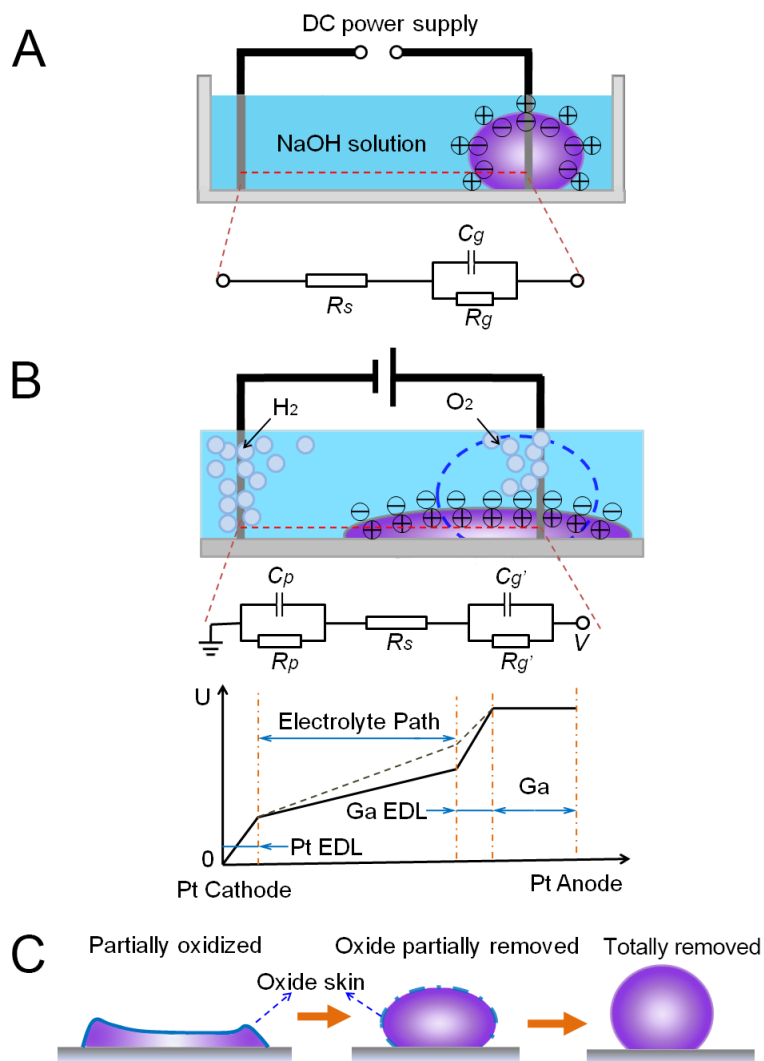 A
DC power supply
NaOH solution
Cg
Rs
Rg
B
H2
O2
Cp
Cg'
Rp
Rs
Rg'
V
U
Electrolyte Path
Ga
Ga EDL
0
Pt EDL
Pt Cathode
Pt Anode
C
Partially oxidized
Oxide partially removed
Totally removed
Oxide skin